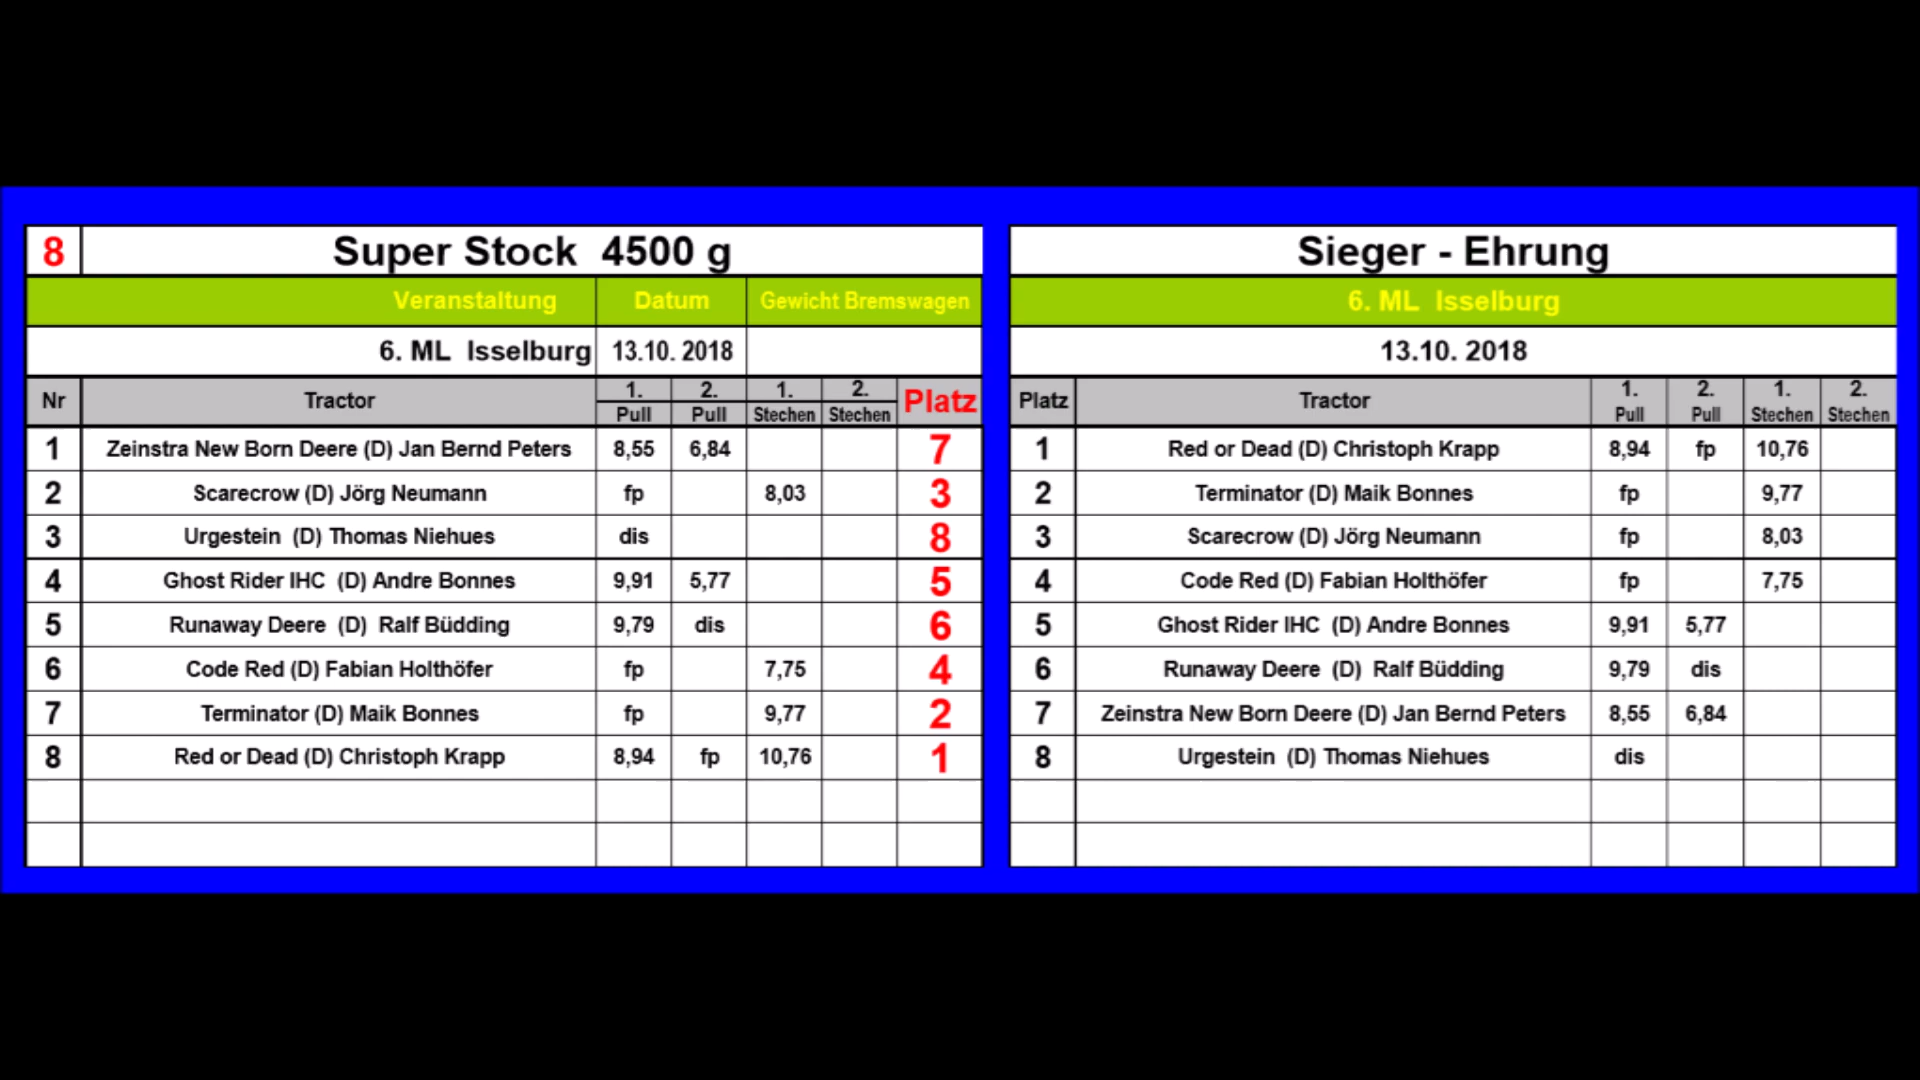 8 Super Stock 4500 g
Veranstaltung Datum Gewicht Bremswagen
6. ML Isselburg 13.10. 2018
Nr Tractor 1. Pull 2. Pull 1. Stechen 2. Stechen Platz
1 Zeinstra New Born Deere (D) Jan Bernd Peters 8,55 6,84 7
2 Scarecrow (D) Jörg Neumann fp 8,03 3
3 Urgestein (D) Thomas Niehues dis 8
4 Ghost Rider IHC (D) Andre Bonnes 9,91 5,77 5
5 Runaway Deere (D) Ralf Büdding 9,79 dis 6
6 Code Red (D) Fabian Holthöfer fp 7,75 4
7 Terminator (D) Maik Bonnes fp 9,77 2
8 Red or Dead (D) Christoph Krapp 8,94 fp 10,76 1
Sieger - Ehrung
6. ML Isselburg
13.10. 2018
Platz Tractor 1. Pull 2. Pull 1. Stechen 2. Stechen
1 Red or Dead (D) Christoph Krapp 8,94 fp 10,76
2 Terminator (D) Maik Bonnes fp 9,77
3 Scarecrow (D) Jörg Neumann fp 8,03
4 Code Red (D) Fabian Holthöfer fp 7,75
5 Ghost Rider IHC (D) Andre Bonnes 9,91 5,77
6 Runaway Deere (D) Ralf Büdding 9,79 dis
7 Zeinstra New Born Deere (D) Jan Bernd Peters 8,55 6,84
8 Urgestein (D) Thomas Niehues dis